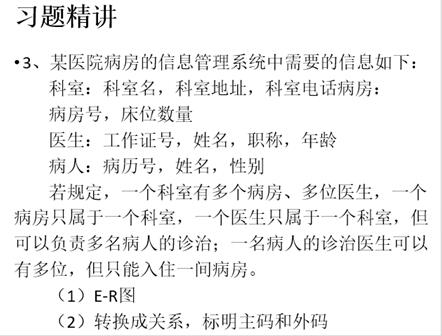 习题精讲
•3、某医院病房的信息管理系统中需要的信息如下：
科室：科室名，科室地址，科室电话病房：
病房号，床位数量
医生：工作证号，姓名，职称，年龄
病人：病历号，姓名，性别
若规定，一个科室有多个病房、多位医生，一个
病房只属于一个科室，一个医生只属于一个科室，但
可以负责多名病人的诊治；一名病人的诊治医生可以
有多位，但只能入住一间病房。
（1）E-R图
（2）转换成关系，标明主码和外码